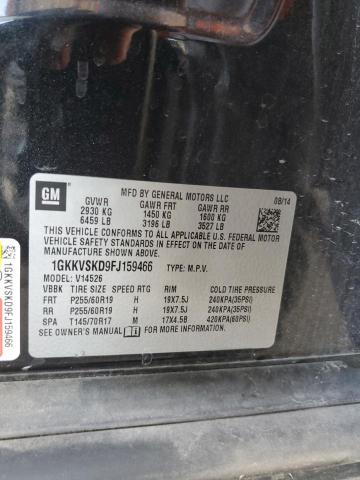 GM
MFD BY GENERAL MOTORS LLC
08/14
GVWR GAWR FRT GAWR RR
2930 KG 1450 KG 1600 KG
6459 LB 3196 LB 3527 LB
THIS VEHICLE CONFORMS TO ALL APPLICABLE U.S.
FEDERAL MOTOR VEHICLE SAFETY, BUMPER, AND THEFT
PREVENTION STANDARDS IN EFFECT ON THE DATE OF
MANUFACTURE SHOWN ABOVE.
1GKKVSKD9FJ159466 TYPE: M.P.V.
MODEL: V14526
VBBK TIRE SIZE SPEED RIM COLD TIRE PRESSURE
FRT P255/60R19 H 19X7.5J 240KPA(35PSI)
RR P255/60R19 H 19X7.5J 240KPA(35PSI)
SPA T145/70R17 M 17X4.5B 420KPA(60PSI)
SEE OWNER'S MANUAL FOR MORE INFORMATION.
1GKKVSKD9FJ159466